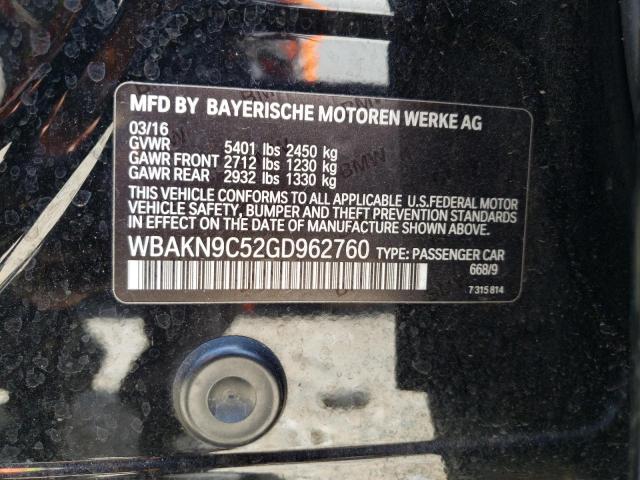 MFD BY BAYERISCHE MOTOREN WERKE AG
03/16
GVWR 5401 lbs 2450 kg
GAWR FRONT 2712 lbs 1230 kg
GAWR REAR 2932 lbs 1330 kg
THIS VEHICLE CONFORMS TO ALL APPLICABLE U.S.FEDERAL MOTOR
VEHICLE SAFETY, BUMPER AND THEFT PREVENTION STANDARDS
IN EFFECT ON THE DATE OF MANUFACTURE SHOWN ABOVE.
WBAKN9C52GD962760 TYPE: PASSENGER CAR
668/9
7 315 814